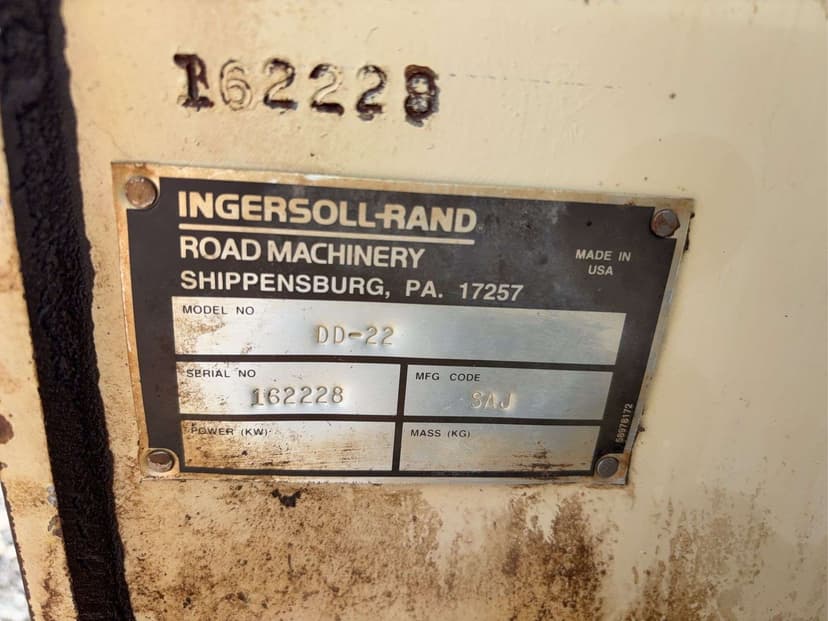 162228
INGERSOLL-RAND
ROAD MACHINERY
MADE IN
USA
SHIPPENSBURG, PA. 17257
MODEL NO
DD-22
SERIAL NO
162228
MFG CODE
SAJ
POWER (KW)
MASS (KG)
58978172